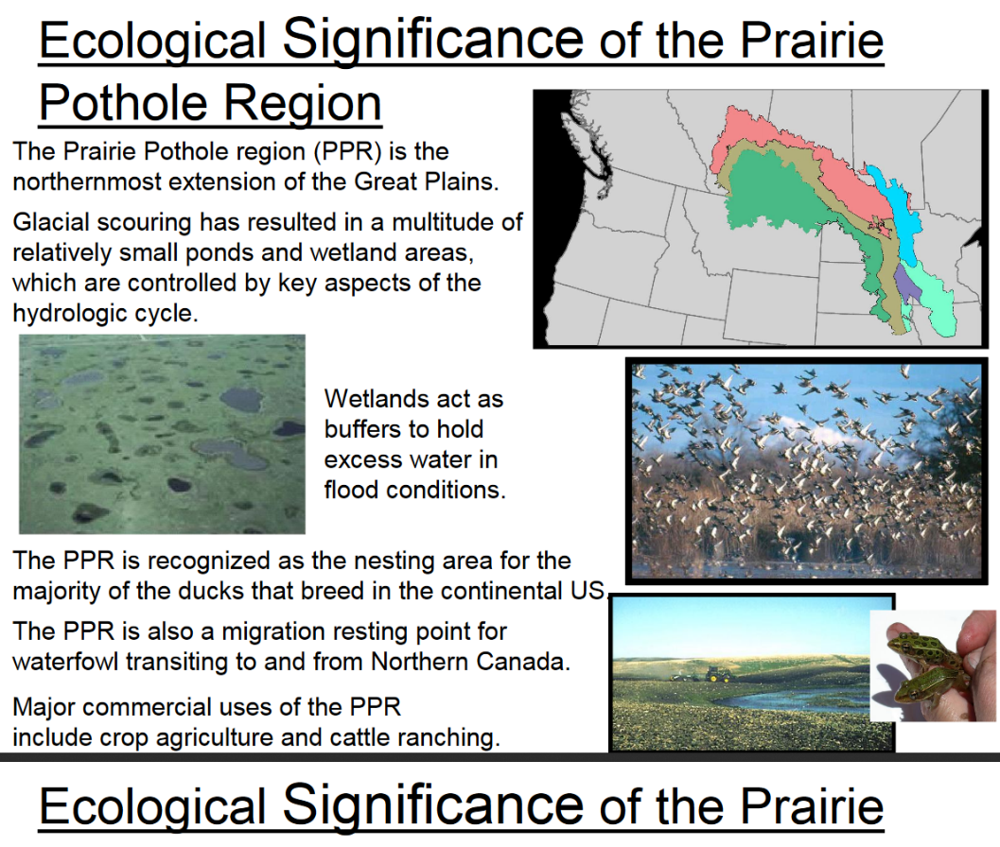 Ecological Significance of the Prairie
Pothole Region
The Prairie Pothole region (PPR) is the
northernmost extension of the Great Plains.
Glacial scouring has resulted in a multitude of
relatively small ponds and wetland areas,
which are controlled by key aspects of the
hydrologic cycle.
Wetlands act as
buffers to hold
excess water in
flood conditions.
The PPR is recognized as the nesting area for the
majority of the ducks that breed in the continental US.
The PPR is also a migration resting point for
waterfowl transiting to and from Northern Canada.
Major commercial uses of the PPR
include crop agriculture and cattle ranching.
Ecological Significance of the Prairie